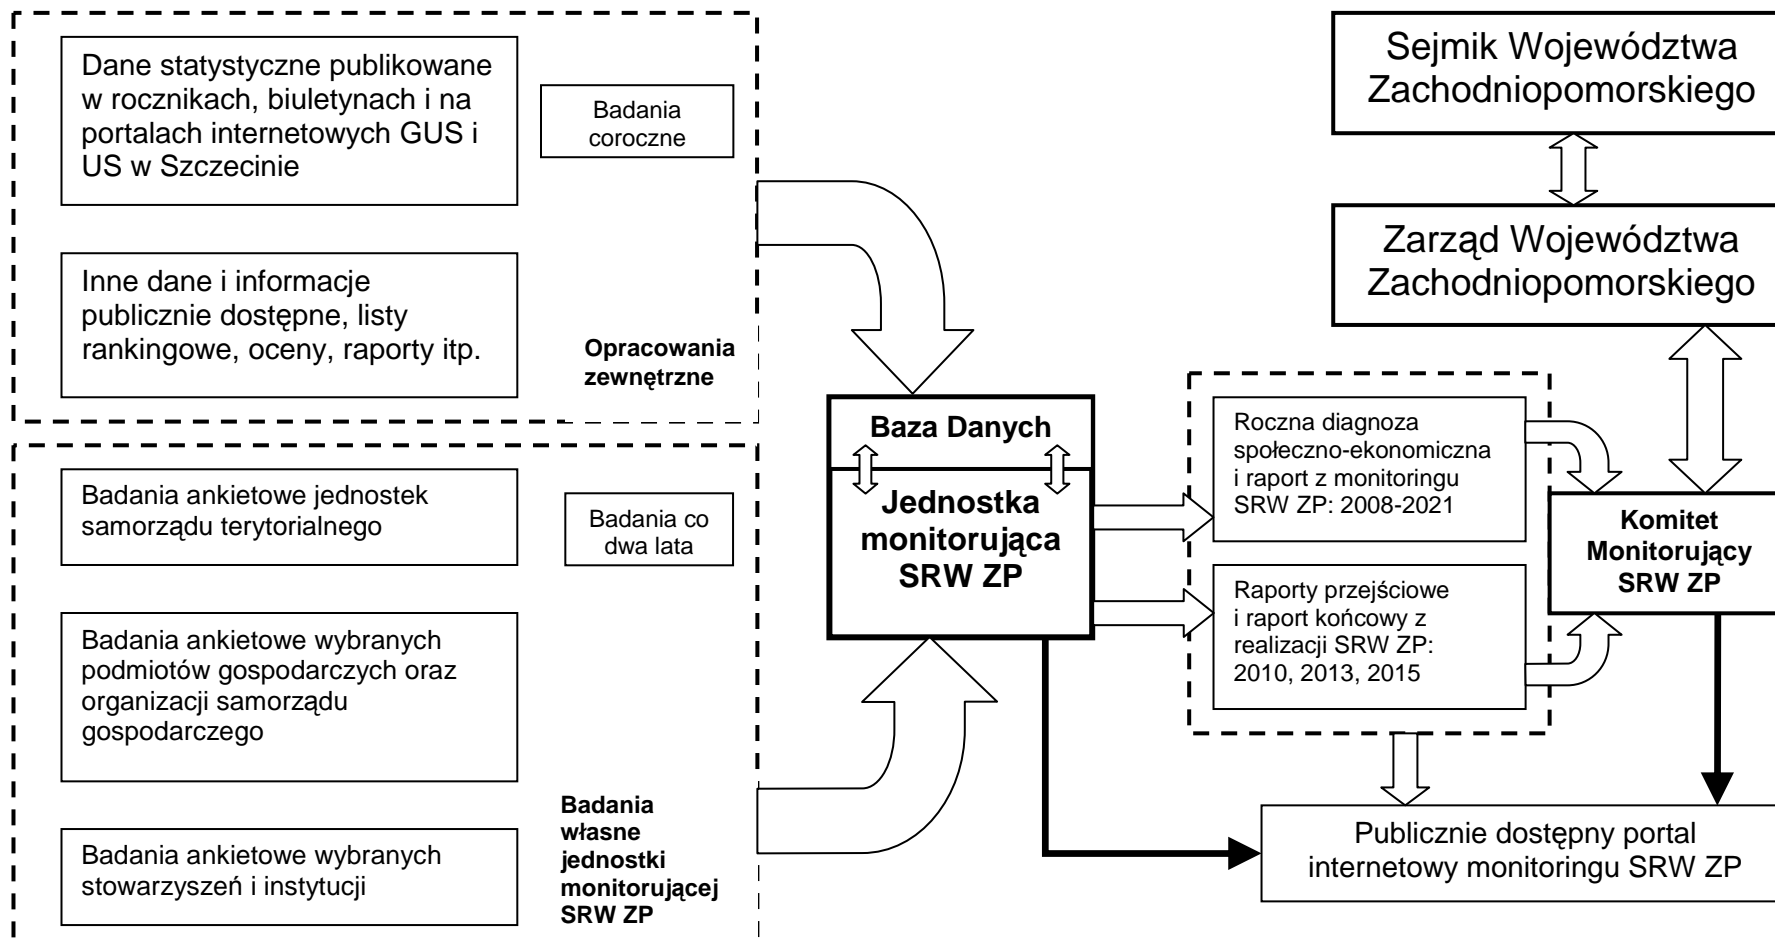 Dane statystyczne publikowane
w rocznikach, biuletynach i na
portalach internetowych GUS i
US w Szczecinie
Badania
coroczne
Inne dane i informacje
publicznie dostępne, listy
rankingowe, oceny, raporty itp.
Opracowania
zewnętrzne
Badania ankietowe jednostek
samorządu terytorialnego
Badania co
dwa lata
Badania ankietowe wybranych
podmiotów gospodarczych oraz
organizacji samorządu
gospodarczego
Badania ankietowe wybranych
stowarzyszeń i instytucji
Badania
własne
jednostki
monitorującej
SRW ZP
Baza Danych
Jednostka
monitorująca
SRW ZP
Roczna diagnoza
społeczno-ekonomiczna
i raport z monitoringu
SRW ZP: 2008-2021
Raporty przejściowe
i raport końcowy z
realizacji SRW ZP:
2010, 2013, 2015
Sejmik Województwa
Zachodniopomorskiego
Zarząd Województwa
Zachodniopomorskiego
Komitet
Monitorujący
SRW ZP
Publicznie dostępny portal
internetowy monitoringu SRW ZP